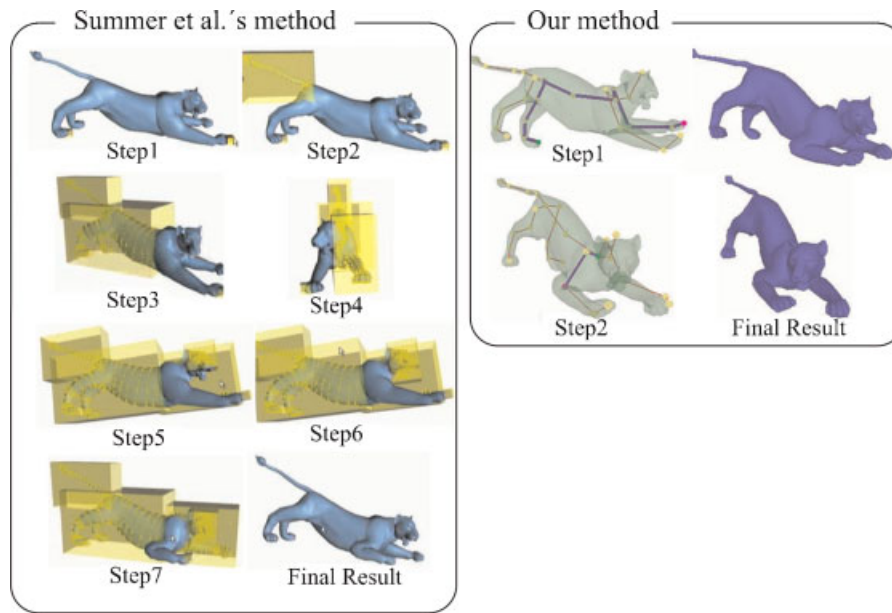 Summer et al.´s method
Step1
Step2
Step3
Step4
Step5
Step6
Step7
Final Result
Our method
Step1
Step2
Final Result